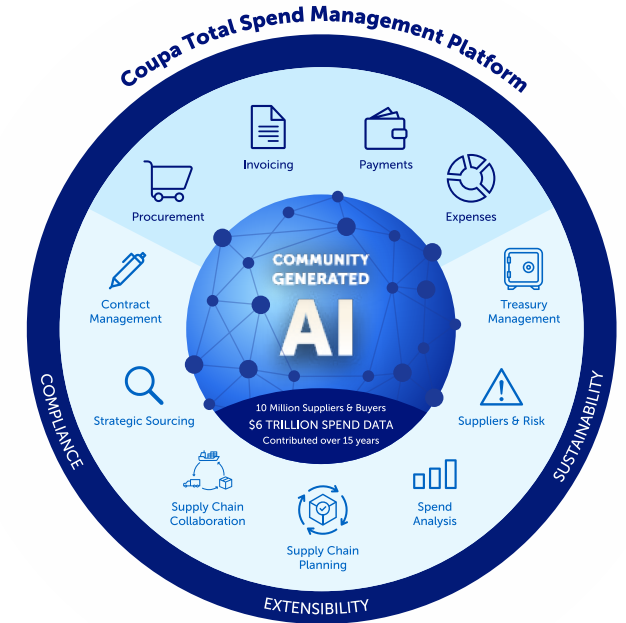 Coupa Total Spend Management Platform
Invoicing
Payments
Procurement
Expenses
COMMUNITY
GENERATED
AI
Contract
Management
Treasury
Management
Strategic Sourcing
Suppliers & Risk
10 Million Suppliers & Buyers
$6 TRILLION SPEND DATA
Contributed over 15 years
COMPLIANCE
SUSTAINABILITY
Supply Chain
Collaboration
Spend
Analysis
Supply Chain
Planning
EXTENSIBILITY